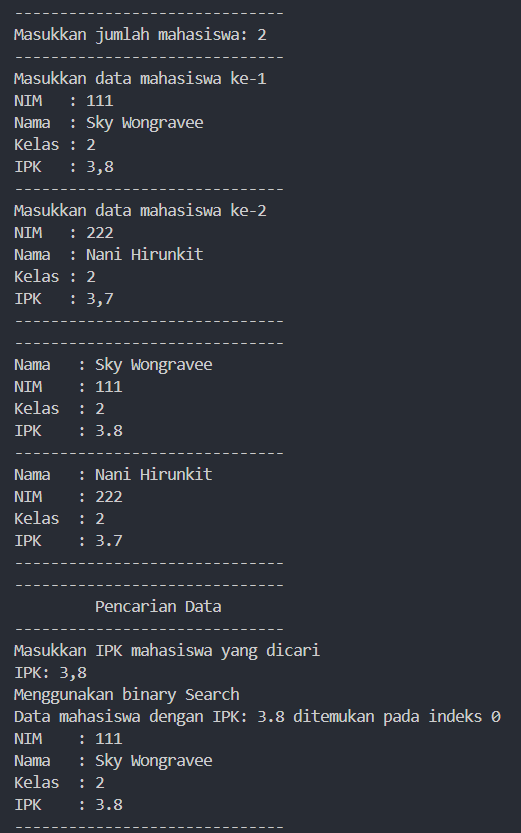 ------------------------------
Masukkan jumlah mahasiswa: 2
------------------------------
Masukkan data mahasiswa ke-1
NIM   : 111
Nama  : Sky Wongravee
Kelas : 2
IPK   : 3,8
------------------------------
Masukkan data mahasiswa ke-2
NIM   : 222
Nama  : Nani Hirunkit
Kelas : 2
IPK   : 3,7
------------------------------
------------------------------
Nama   : Sky Wongravee
NIM    : 111
Kelas  : 2
IPK    : 3.8
------------------------------
Nama   : Nani Hirunkit
NIM    : 222
Kelas  : 2
IPK    : 3.7
------------------------------
------------------------------
         Pencarian Data
------------------------------
Masukkan IPK mahasiswa yang dicari
IPK: 3,8
Menggunakan binary Search
Data mahasiswa dengan IPK: 3.8 ditemukan pada indeks 0
NIM    : 111
Nama   : Sky Wongravee
Kelas  : 2
IPK    : 3.8
------------------------------